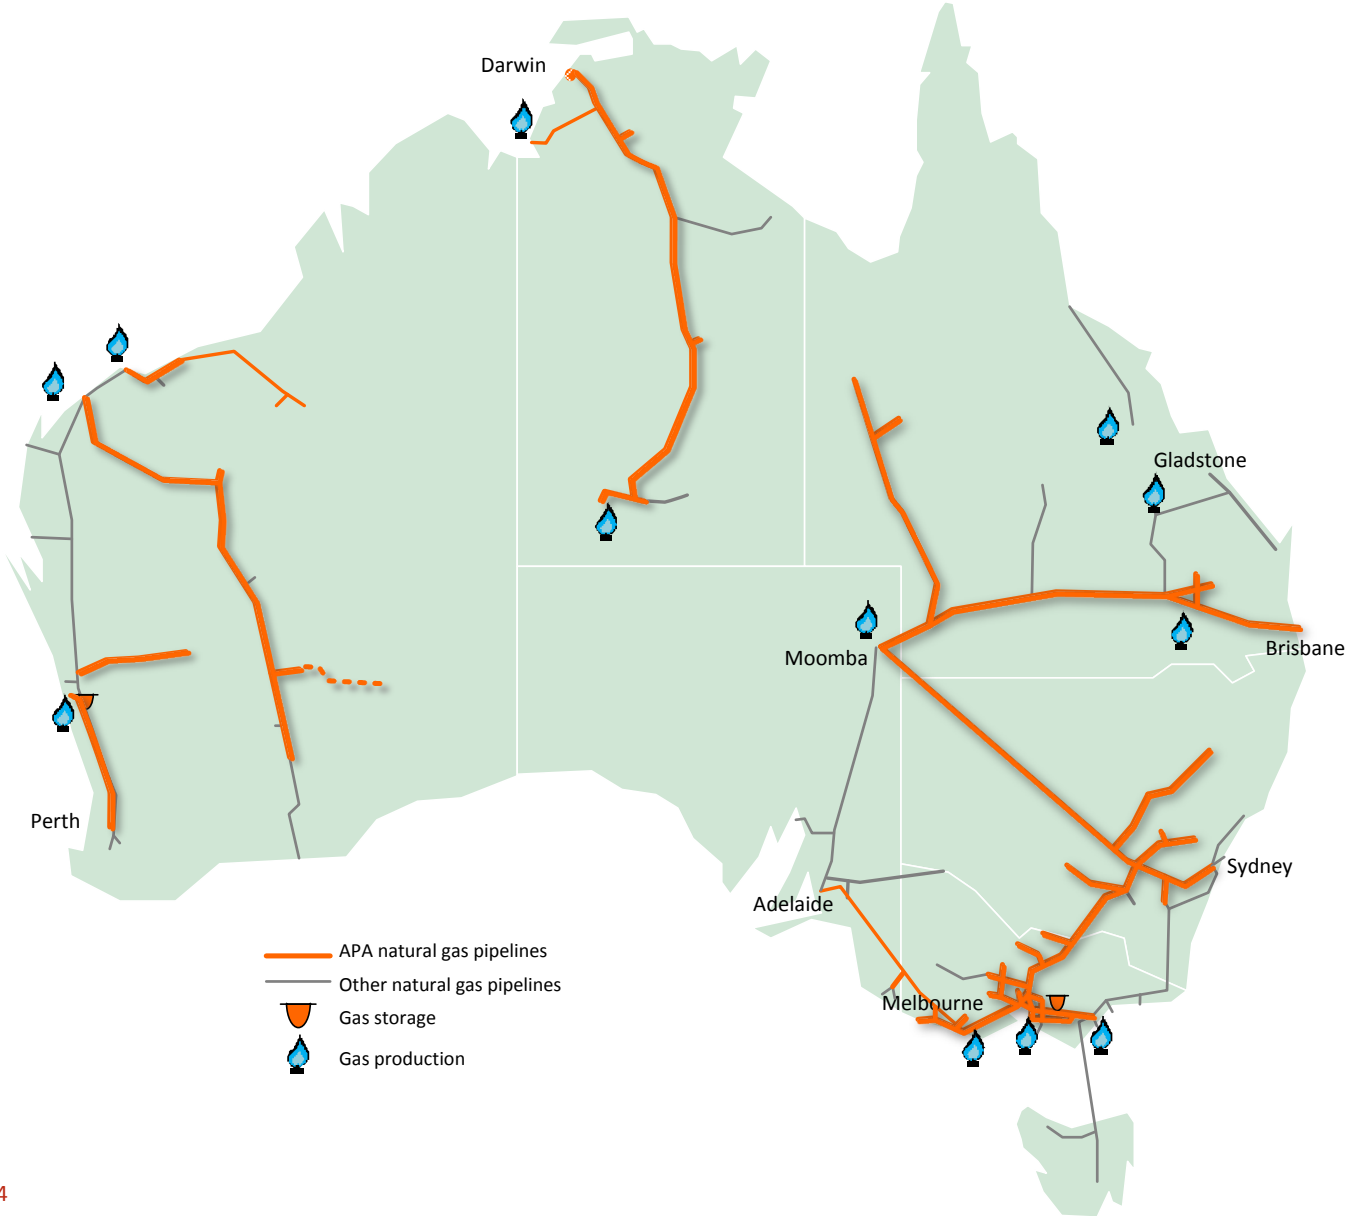 Darwin
Gladstone
Brisbane
Moomba
Perth
Sydney
Adelaide
Melbourne
APA natural gas pipelines
Other natural gas pipelines
Gas storage
Gas production
4